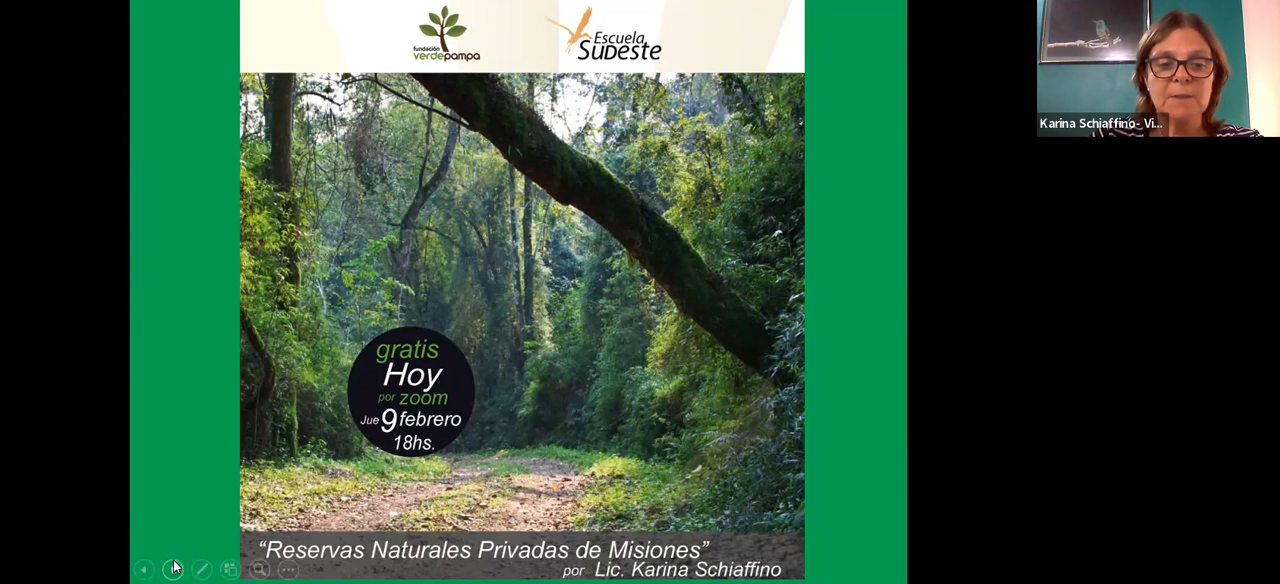 fundación
verdepampa
Escuela
SUDESTE
gratis
Hoy
por zoom
Jue 9 febrero
18hs.
“Reservas Naturales Privadas de Misiones”
por Lic. Karina Schiaffino
Karina Schiaffino- Vi...